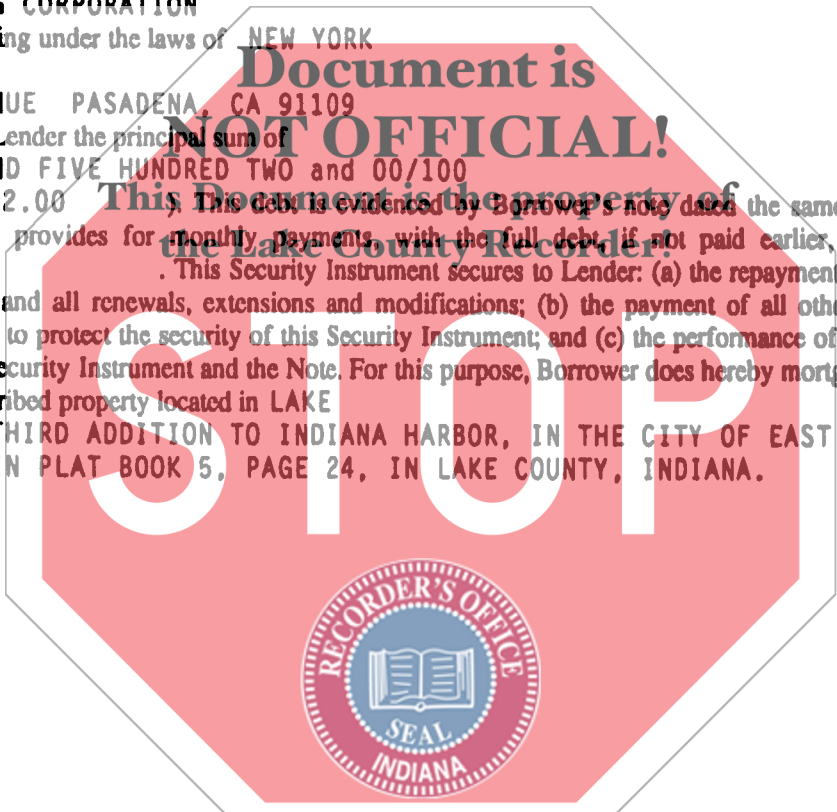 CORPORATION
ing under the laws of NEW YORK
Document is
UE PASADENA, CA 91109
Lender the principal sum of
NOT OFFICIAL!
D FIVE HUNDRED TWO and 00/100
2.00 ). This debt is evidenced by Borrower's note dated the same
This Document is the property of
provides for monthly payments, with the full debt, if not paid earlier,
the Lake County Recorder!
. This Security Instrument secures to Lender: (a) the repayment
and all renewals, extensions and modifications; (b) the payment of all oth
to protect the security of this Security Instrument; and (c) the performance of
ecurity Instrument and the Note. For this purpose, Borrower does hereby mortg
ribed property located in LAKE
HIRD ADDITION TO INDIANA HARBOR, IN THE CITY OF EAST
N PLAT BOOK 5, PAGE 24, IN LAKE COUNTY, INDIANA.
STOP
RECORDER'S OFFICE
SEAL
INDIANA